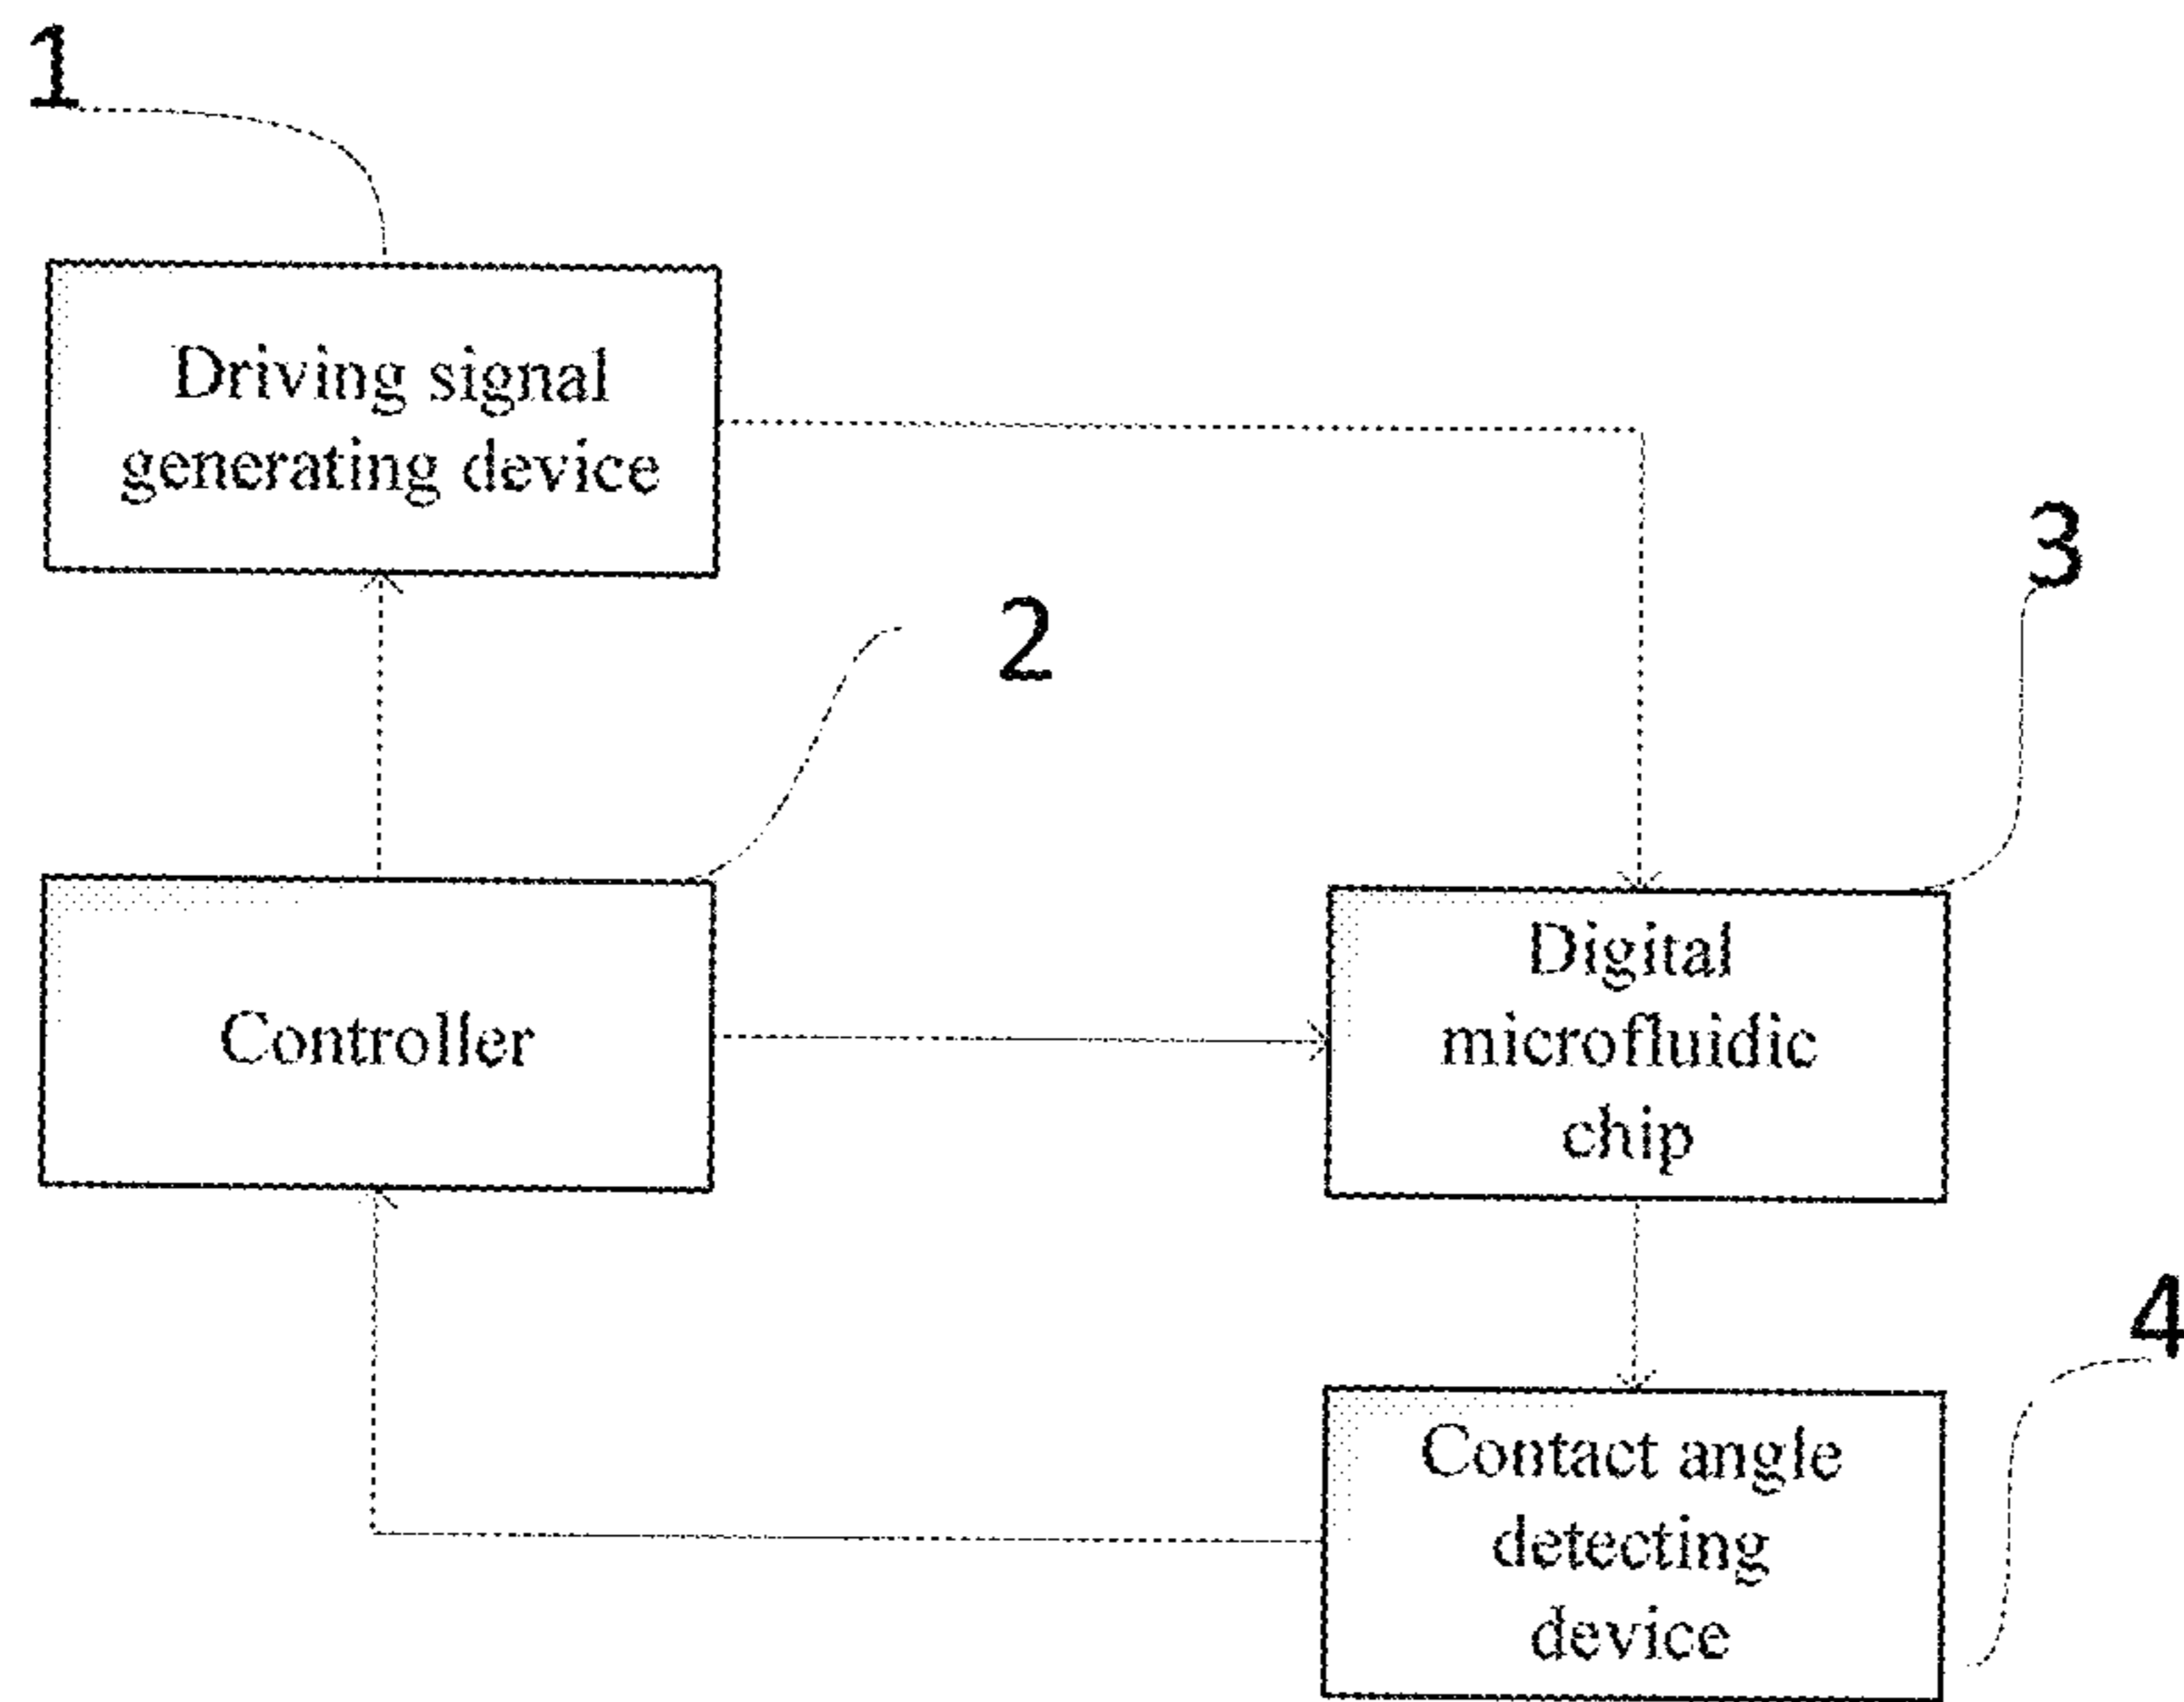 1
Driving signal
generating device
2
3
Controller
Digital
microfluidic
chip
4
Contact angle
detecting
device